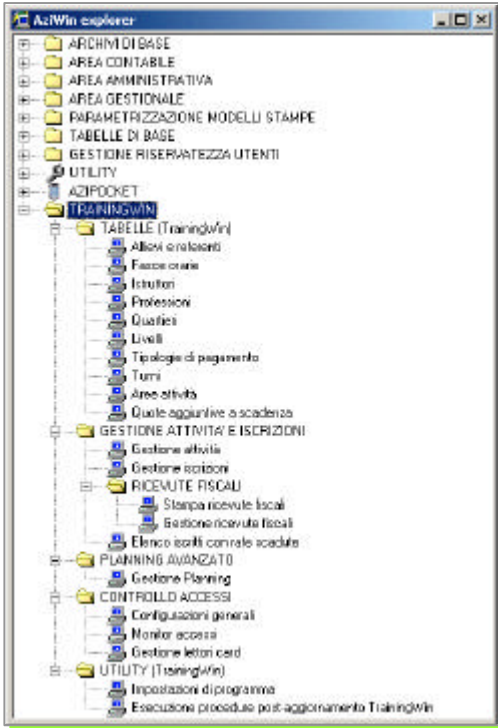 AziWin explorer
ARCHIVI DI BASE
AREA CONTABILE
AREA AMMINISTRATIVA
AREA GESTIONALE
PARAMETRIZZAZIONE MODELLI STAMPE
TABELLE DI BASE
GESTIONE RISERVATEZZA UTENTI
UTILITY
AZIPOCKET
TRAININGWIN
TABELLE (TrainingWin)
Allievi e referenti
Fasce orarie
Istruttori
Professioni
Quartieri
Livelli
Tipologie di pagamento
Turni
Aree attività
Quote aggiuntive a scadenza
GESTIONE ATTIVITA' E ISCRIZIONI
Gestione attività
Gestione iscrizioni
RICEVUTE FISCALI
Stampa ricevute fiscali
Gestione ricevute fiscali
Elenco iscritti con rate scadute
PLANNING AVANZATO
Gestione Planning
CONTROLLO ACCESSI
Configurazioni generali
Monitor accessi
Gestione lettori card
UTILITY (TrainingWin)
Impostazioni di programma
Esecuzione procedure post-aggiornamento TrainingWin